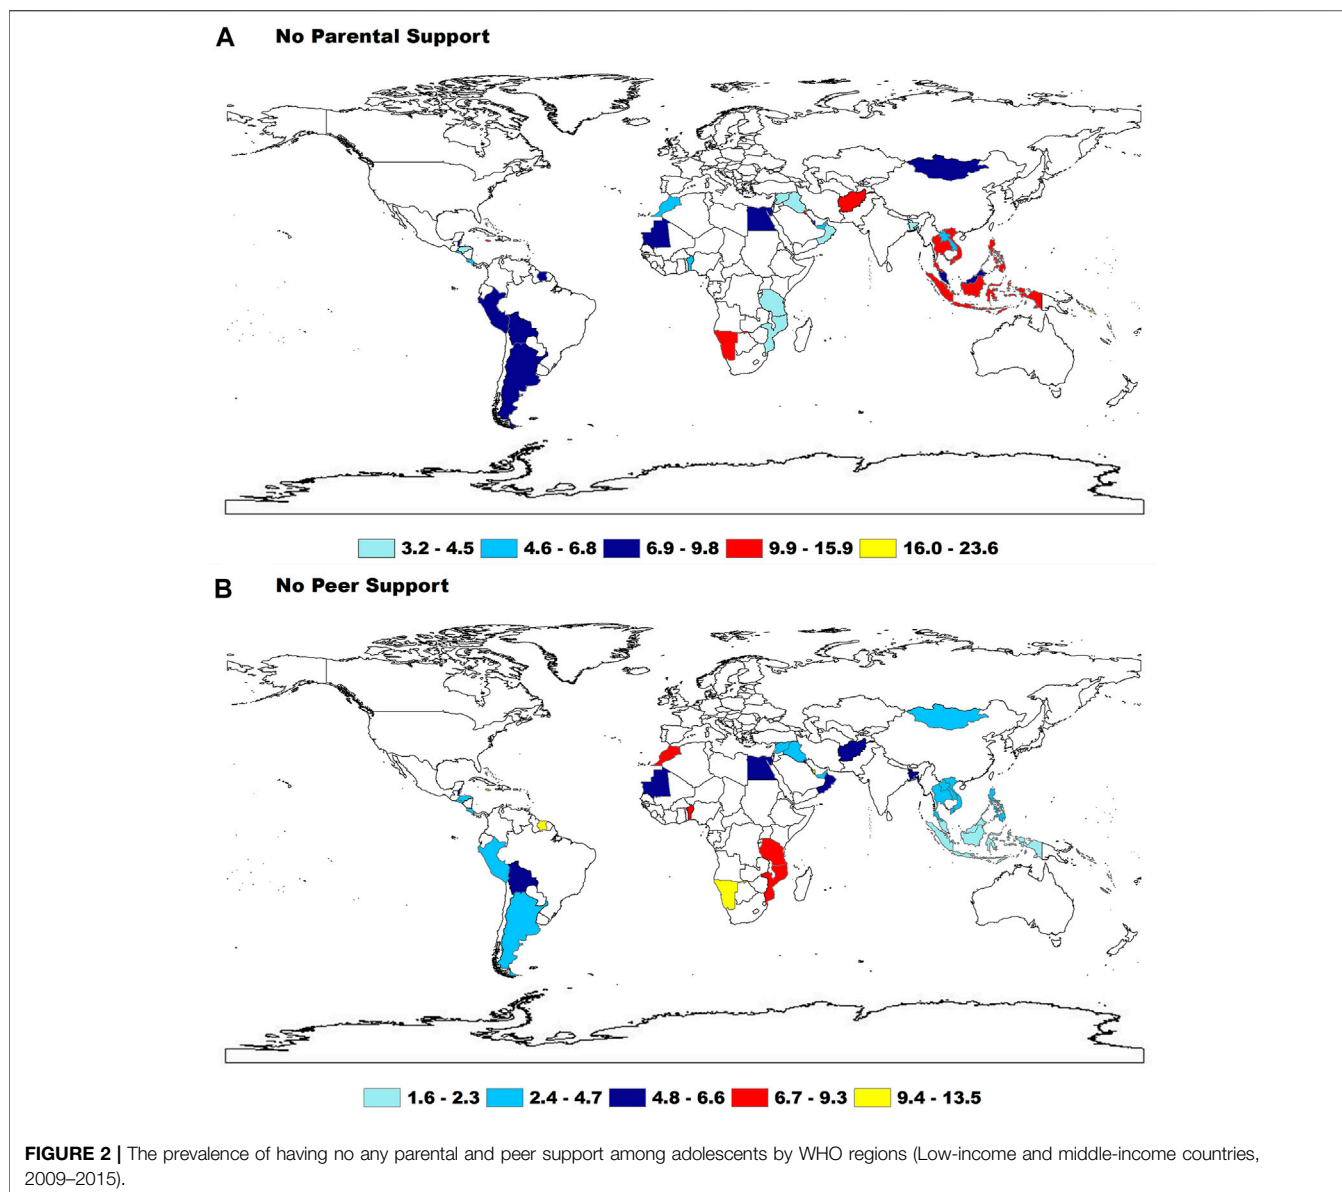 A No Parental Support
3.2 - 4.5 4.6 - 6.8 6.9 - 9.8 9.9 - 15.9 16.0 - 23.6
B No Peer Support
1.6 - 2.3 2.4 - 4.7 4.8 - 6.6 6.7 - 9.3 9.4 - 13.5
FIGURE 2 | The prevalence of having no any parental and peer support among adolescents by WHO regions (Low-income and middle-income countries,
2009–2015).